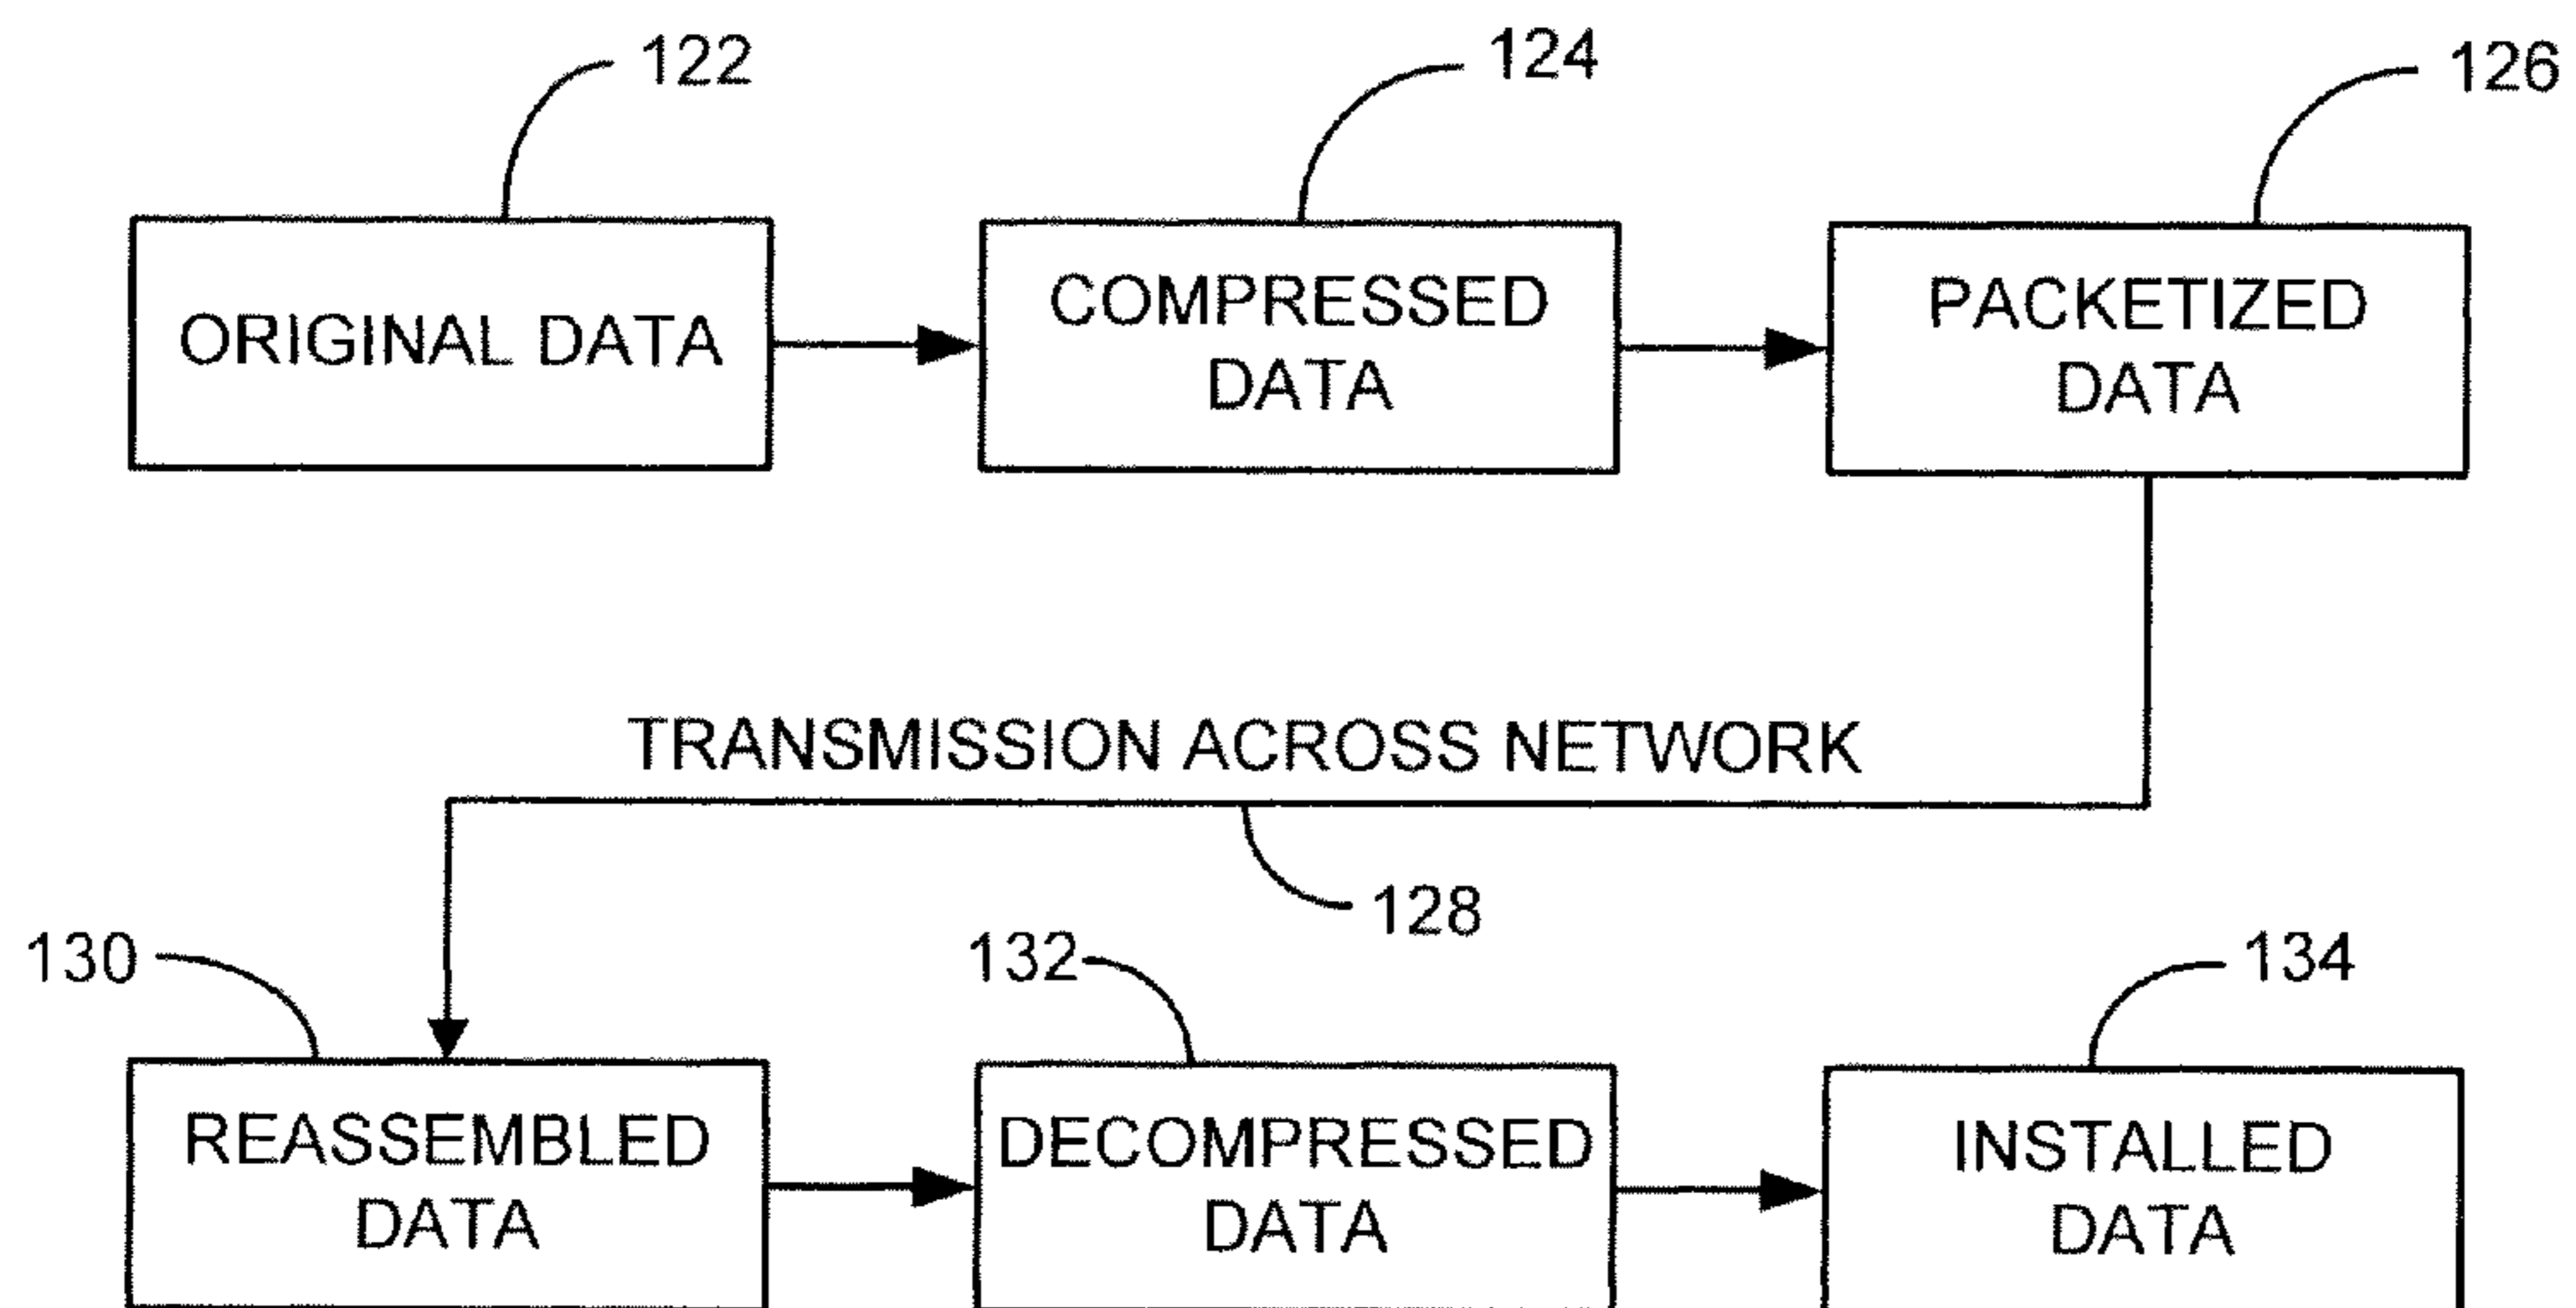 122
124
126
ORIGINAL DATA
COMPRESSED
DATA
PACKETIZED
DATA
TRANSMISSION ACROSS NETWORK
128
130
132
134
REASSEMBLED
DATA
DECOMPRESSED
DATA
INSTALLED
DATA